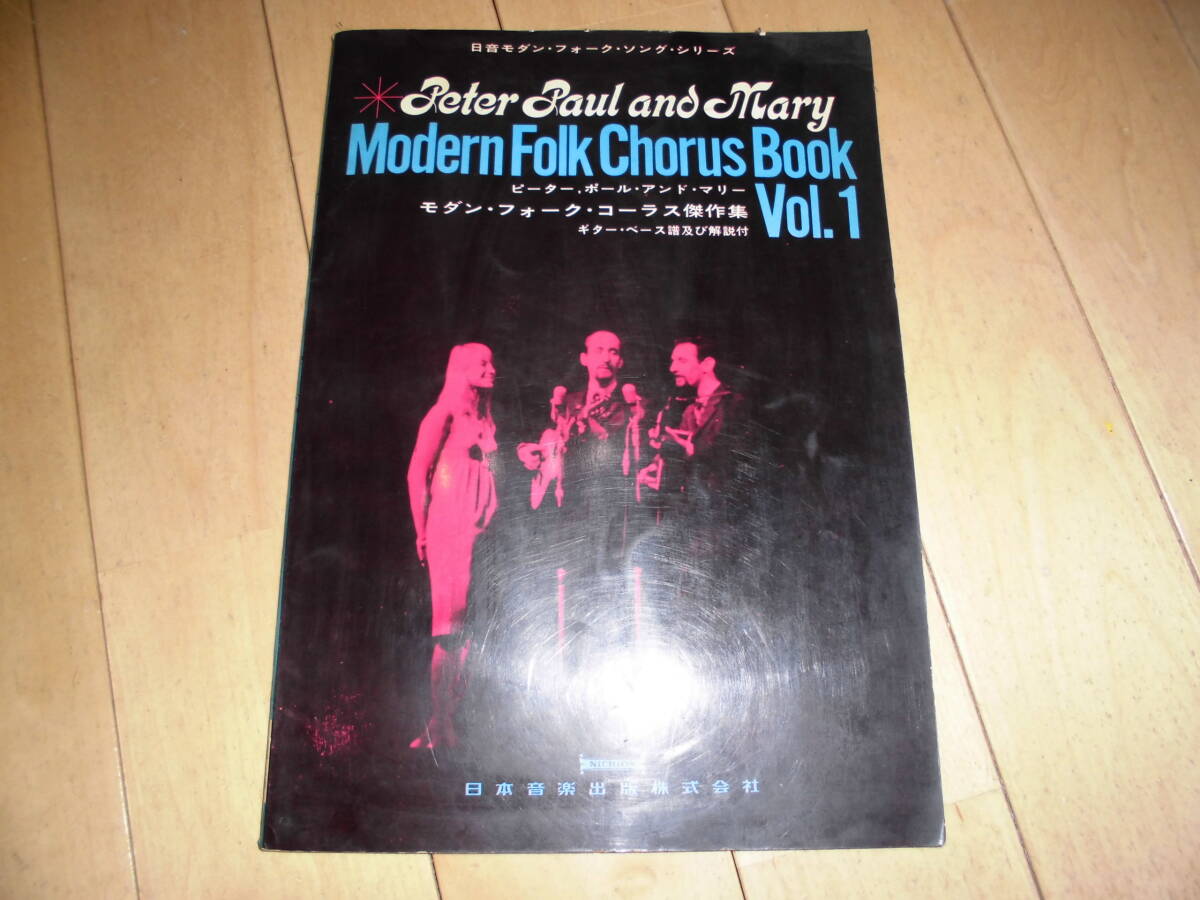 日音モダン・フォーク・ソング・シリーズ
Peter Paul and Mary
Modern Folk Chorus Book
ピーター,ポール・アンド・マリー
モダン・フォーク・コーラス傑作集
Vol.1
ギター・ベース譜及び解説付
NICHION
日本音楽出版株式会社